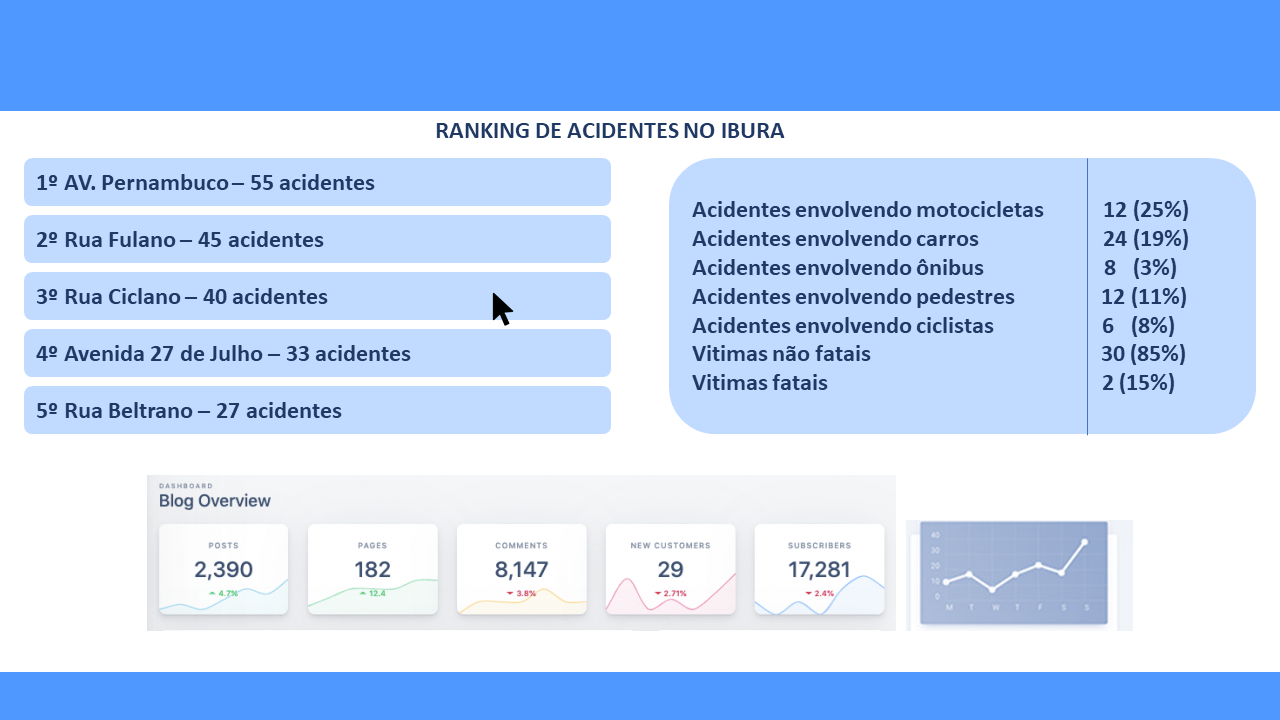 RANKING DE ACIDENTES NO IBURA
1º AV. Pernambuco – 55 acidentes
2º Rua Fulano – 45 acidentes
3º Rua Ciclano – 40 acidentes
4º Avenida 27 de Julho – 33 acidentes
5º Rua Beltrano – 27 acidentes
Acidentes envolvendo motocicletas 12 (25%)
Acidentes envolvendo carros 24 (19%)
Acidentes envolvendo ônibus 8 (3%)
Acidentes envolvendo pedestres 12 (11%)
Acidentes envolvendo ciclistas 6 (8%)
Vitimas não fatais 30 (85%)
Vitimas fatais 2 (15%)
DASHBOARD
Blog Overview
POSTS
2,390
4.7%
PAGES
182
12.4
COMMENTS
8,147
3.8%
NEW CUSTOMERS
29
2.71%
SUBSCRIBERS
17,281
2.4%
40
30
20
10
0
M T W T F S S